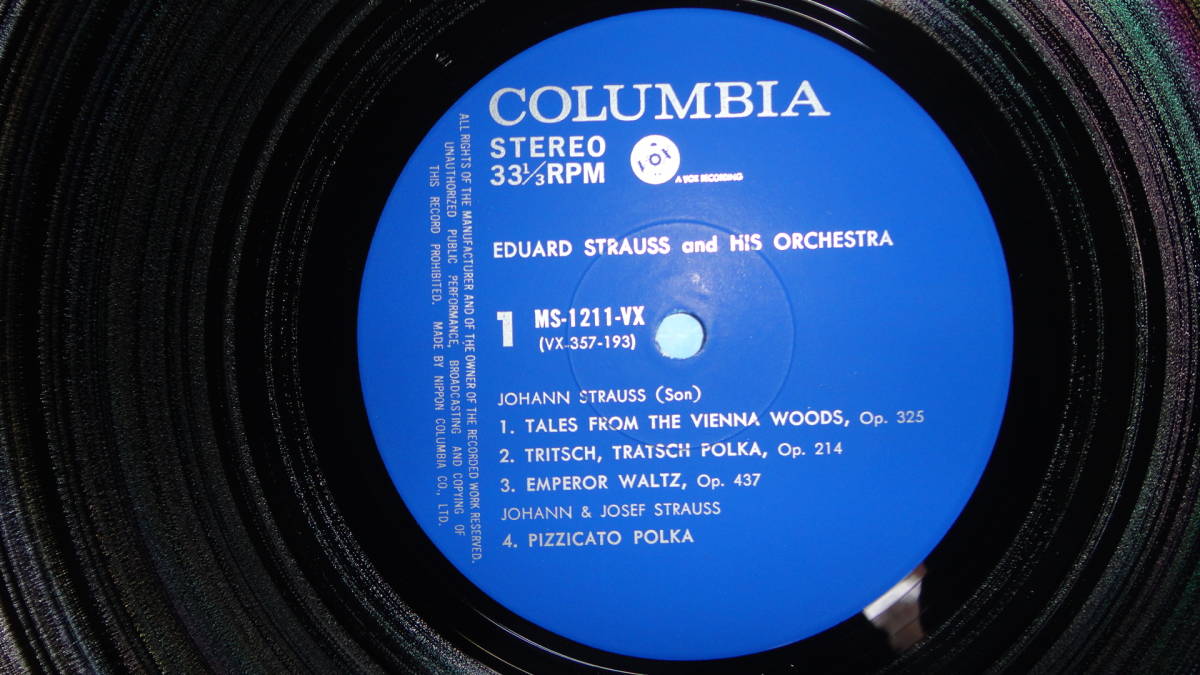 COLUMBIA
STEREO
33⅓ RPM
A VOX RECORDING
EDUARD STRAUSS and HIS ORCHESTRA
1
MS-1211-VX
(VX-357-193)
JOHANN STRAUSS (Son)
1. TALES FROM THE VIENNA WOODS, Op. 325
2. TRITSCH, TRATSCH POLKA, Op. 214
3. EMPEROR WALTZ, Op. 437
JOHANN & JOSEF STRAUSS
4. PIZZICATO POLKA
ALL RIGHTS OF THE MANUFACTURER AND OF THE OWNER OF THE RECORDED WORK RESERVED.
UNAUTHORIZED PUBLIC PERFORMANCE, BROADCASTING AND COPYING OF
THIS RECORD PROHIBITED. MADE BY NIPPON COLUMBIA CO., LTD.